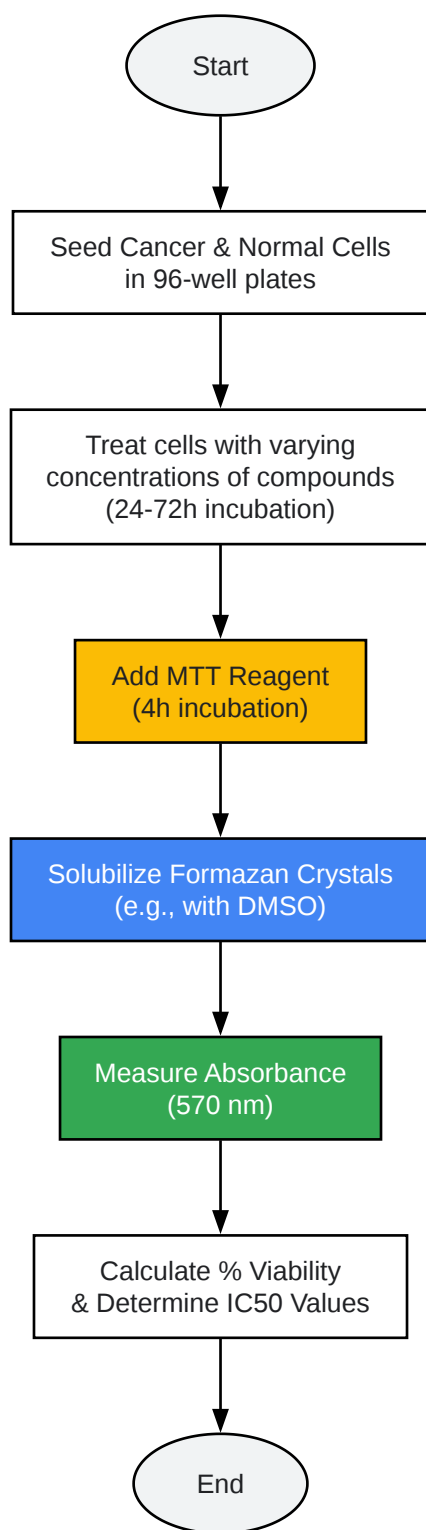 Start
Seed Cancer & Normal Cells
in 96-well plates
Treat cells with varying
concentrations of compounds
(24-72h incubation)
Add MTT Reagent
(4h incubation)
Solubilize Formazan Crystals
(e.g., with DMSO)
Measure Absorbance
(570 nm)
Calculate % Viability
& Determine IC50 Values
End